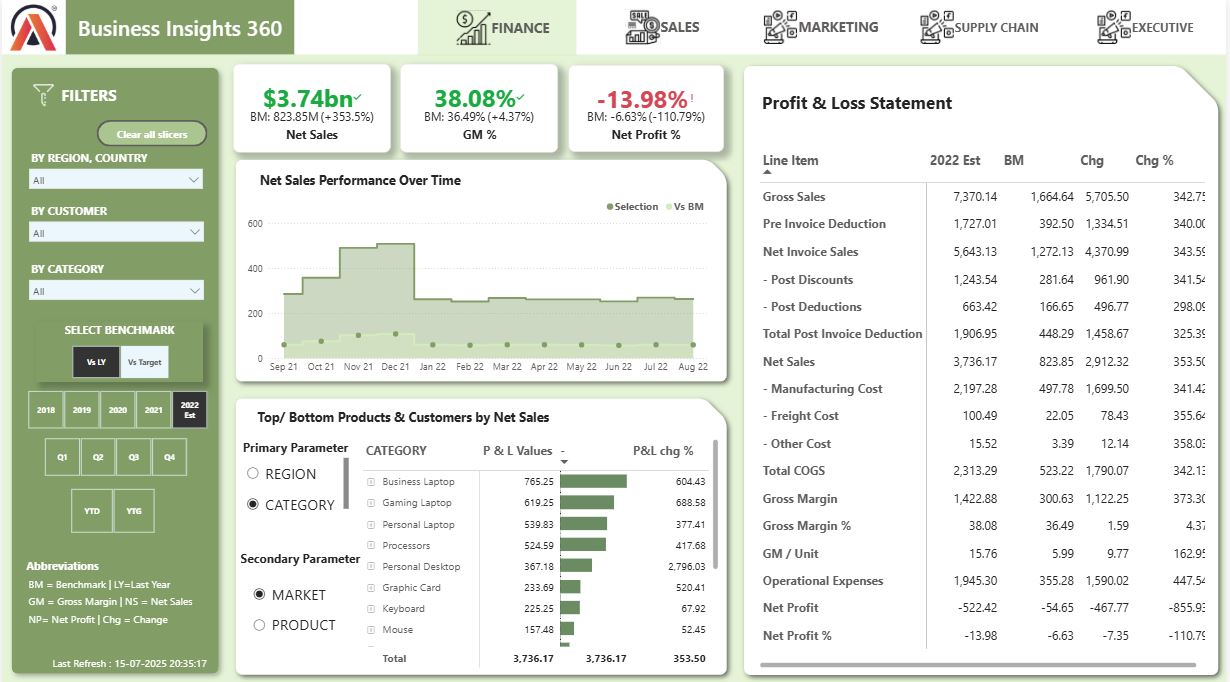 Business Insights 360
FINANCE
SALES
MARKETING
SUPPLY CHAIN
EXECUTIVE
FILTERS
Clear all slicers
BY REGION, COUNTRY
All
BY CUSTOMER
All
BY CATEGORY
All
SELECT BENCHMARK
Vs LY
Vs Target
2018 2019 2020 2021 2022 Est
Q1 Q2 Q3 Q4
YTD YTG
Abbreviations
BM = Benchmark | LY=Last Year
GM = Gross Margin | NS = Net Sales
NP= Net Profit | Chg = Change
Last Refresh : 15-07-2025 20:35:17
$3.74bn✓
BM: 823.85M (+353.5%)
Net Sales
38.08%✓
BM: 36.49% (+4.37%)
GM %
-13.98%!
BM: -6.63% (-110.79%)
Net Profit %
Net Sales Performance Over Time
Selection Vs BM
600
400
200
0
Sep 21 Oct 21 Nov 21 Dec 21 Jan 22 Feb 22 Mar 22 Apr 22 May 22 Jun 22 Jul 22 Aug 22
Top/ Bottom Products & Customers by Net Sales
Primary Parameter
REGION
CATEGORY
Secondary Parameter
MARKET
PRODUCT
CATEGORY P & L Values - P&L chg %
Business Laptop 765.25 604.43
Gaming Laptop 619.25 688.58
Personal Laptop 539.83 377.41
Processors 524.59 417.68
Personal Desktop 367.18 2,796.03
Graphic Card 233.69 520.41
Keyboard 225.25 67.92
Mouse 157.48 52.45
Total 3,736.17 3,736.17 353.50
Profit & Loss Statement
Line Item 2022 Est BM Chg Chg %
Gross Sales 7,370.14 1,664.64 5,705.50 342.75
Pre Invoice Deduction 1,727.01 392.50 1,334.51 340.00
Net Invoice Sales 5,643.13 1,272.13 4,370.99 343.59
- Post Discounts 1,243.54 281.64 961.90 341.54
- Post Deductions 663.42 166.65 496.77 298.09
Total Post Invoice Deduction 1,906.95 448.29 1,458.67 325.39
Net Sales 3,736.17 823.85 2,912.32 353.50
- Manufacturing Cost 2,197.28 497.78 1,699.50 341.42
- Freight Cost 100.49 22.05 78.43 355.64
- Other Cost 15.52 3.39 12.14 358.03
Total COGS 2,313.29 523.22 1,790.07 342.13
Gross Margin 1,422.88 300.63 1,122.25 373.30
Gross Margin % 38.08 36.49 1.59 4.37
GM / Unit 15.76 5.99 9.77 162.95
Operational Expenses 1,945.30 355.28 1,590.02 447.54
Net Profit -522.42 -54.65 -467.77 -855.93
Net Profit % -13.98 -6.63 -7.35 -110.79